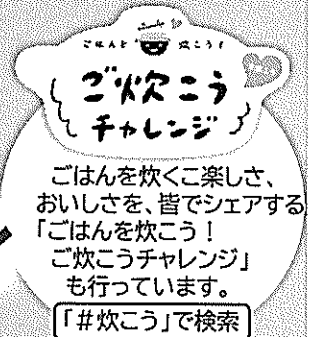 ごはんを 炊こう!
ご炊こう
チャレンジ
ごはんを炊くこ楽しさ、
おいしさを、皆でシェアする
「ごはんを炊こう!
ご炊こうチャレンジ」
も行っています。
「#炊こう」で検索